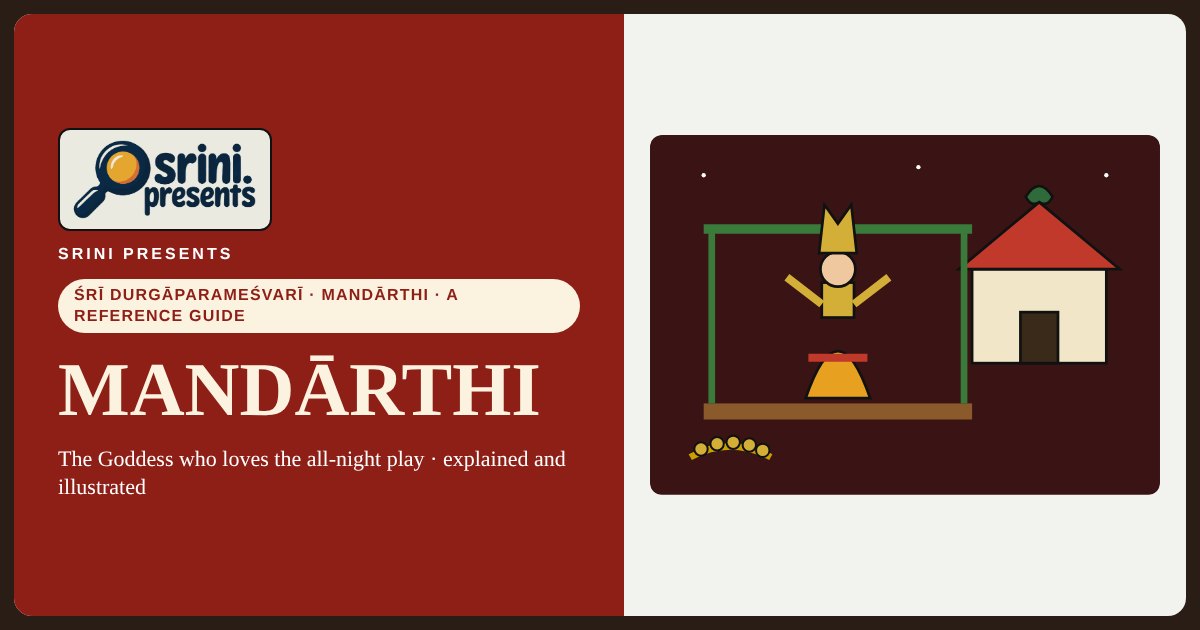 srini.
presents
SRINI PRESENTS
ŚRĪ DURGĀPARAMEŚVARĪ · MANDĀRTHI · A
REFERENCE GUIDE
MANDĀRTHI
The Goddess who loves the all-night play · explained and
illustrated